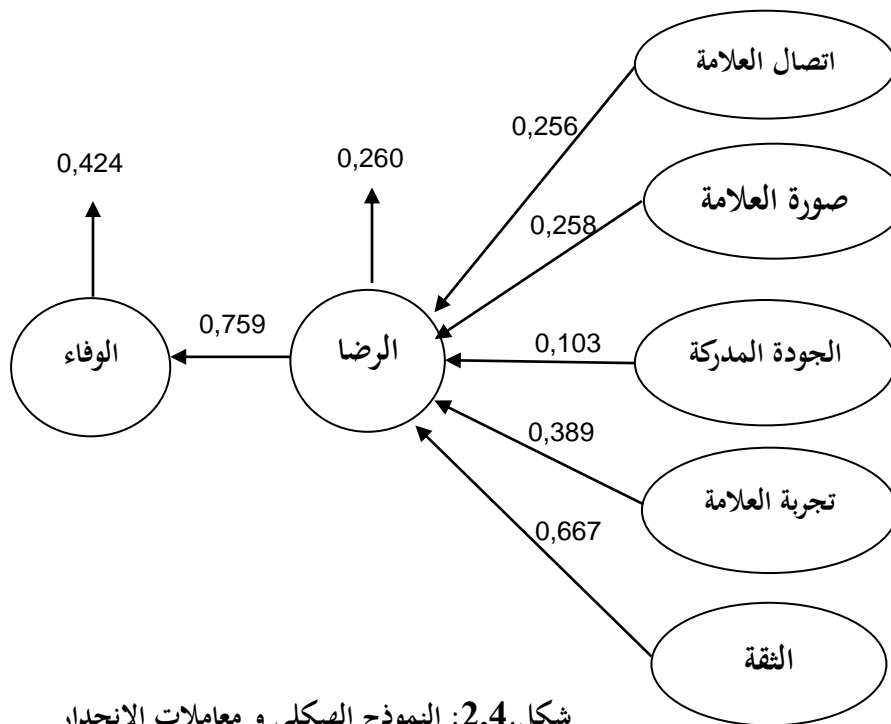 اتصال العلامة
0,256
0,424
0,260
صورة العلامة
0,258
0,759
الرضا
الوفاء
الجودة المدركة
0,103
0,389
تجربة العلامة
0,667
الثقة
شكل.2.4: النموذج الهيكلي و معاملات الانحدار